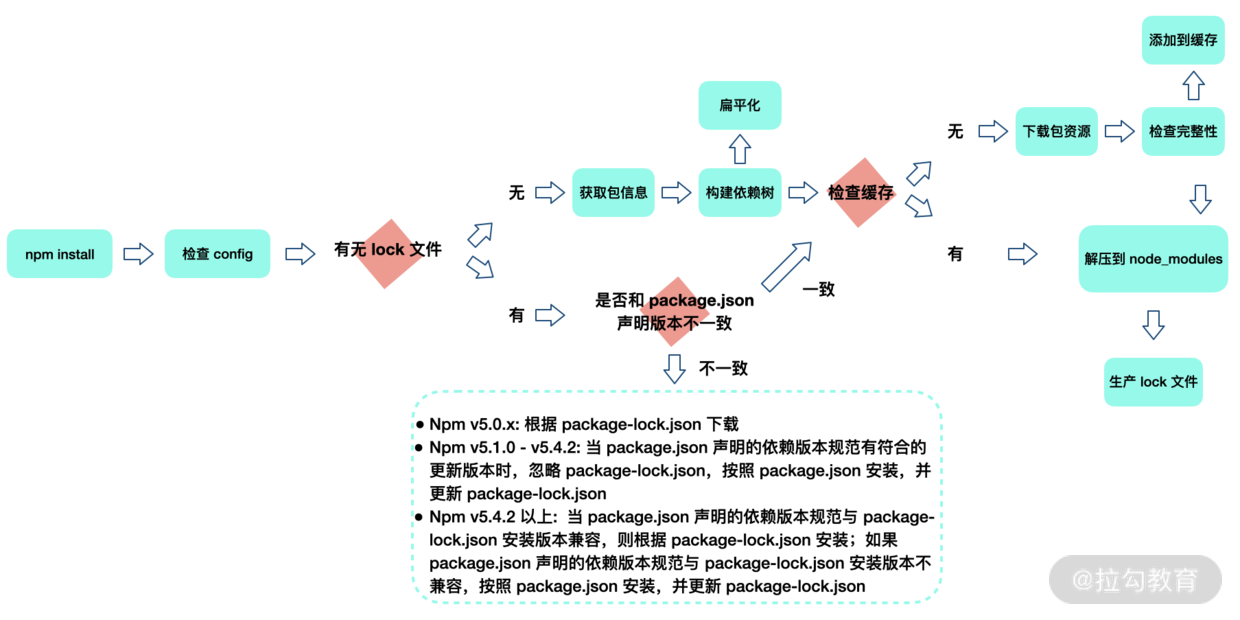 npm install
检查 config
有无 lock 文件
无
获取包信息
构建依赖树
扁平化
检查缓存
无
下载包资源
检查完整性
添加到缓存
有
解压到 node_modules
生产 lock 文件
有
是否和 package.json
声明版本不一致
一致
不一致
● Npm v5.0.x: 根据 package-lock.json 下载
● Npm v5.1.0 - v5.4.2: 当 package.json 声明的依赖版本规范有符合的
更新版本时，忽略 package-lock.json，按照 package.json 安装，并
更新 package-lock.json
● Npm v5.4.2 以上：当 package.json 声明的依赖版本规范与 package-
lock.json 安装版本兼容，则根据 package-lock.json 安装；如果
package.json 声明的依赖版本规范与 package-lock.json 安装版本不
兼容，按照 package.json 安装，并更新 package-lock.json
@拉勾教育